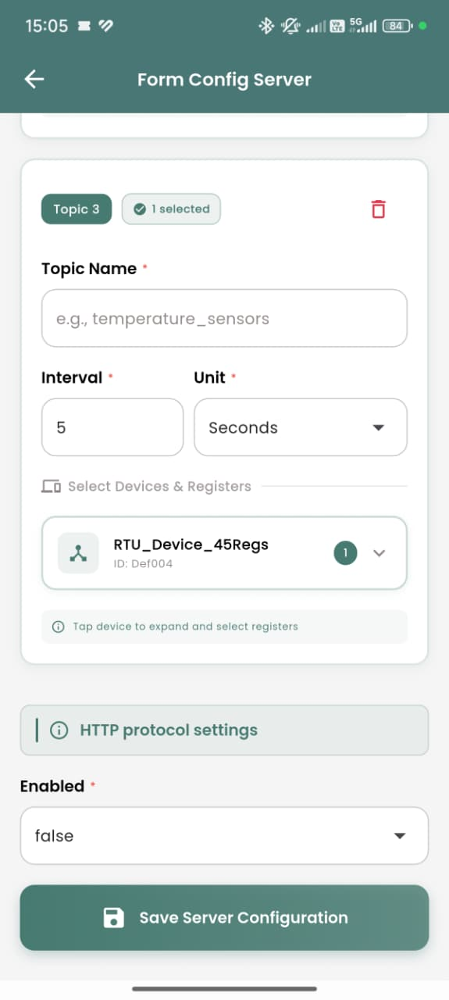 15:05
Vo LTE 5G 84
Form Config Server
Topic 3 1 selected
Topic Name *
e.g., temperature_sensors
Interval * Unit *
5 Seconds
Select Devices & Registers
RTU_Device_45Regs
1
ID: Def004
Tap device to expand and select registers
HTTP protocol settings
Enabled *
false
Save Server Configuration